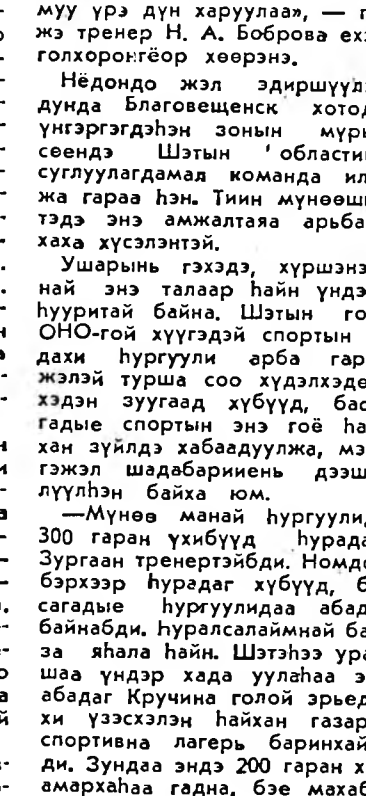 муу үрэ дүн харуулаа», — г
жэ тренер Н. А. Боброва ех
голхоронгёор хөөрэнэ.
Нёдондо жэл эдиршүүл
дунда Благовещенск хотод
үнгэргэгдэһэн зонын мүр
сөөндэ Шэтын области
суглуулагдамал команда ил
жа гараа һэн. Тиин мүнөөш
тэдэ энэ амжалтаяа арьба
хаха хүсэлэнтэй.
Ушарынь гэхэдэ, хүршэнэ
най энэ талаар һайн үндэ
һууритай байна. Шэтын го
ОНО-гой хүүгэдэй спортын
дахи һургуули арба гар
жэлэй турша соо хүдэлхэдө
хэдэн зуугаад хүбүүд, бас
гадые спортын энэ гоё һа
хан зүйлдэ хабаадуулжа, мэ
гэжэл шадабарииень дээш
лүүлһэн байха юм.
—Мүнөө манай һургуули
300 гаран үхибүүд һурада
Зургаан тренертэйбди. Номд
бэрхээр һурадаг хүбүүд, б
сагадые һургуулидаа абад
байнабди. Һуралсалаймнай ба
за яһала һайн. Шэтэһээ ура
шаа үндэр хада уулаһаа э
абадаг Кручина голой эрьед
хи үзэсхэлэн һайхан газар
спортивна лагерь баринхай
ди. Зундаа эндэ 200 гаран х
амархаһаа гадна, бэе махаб